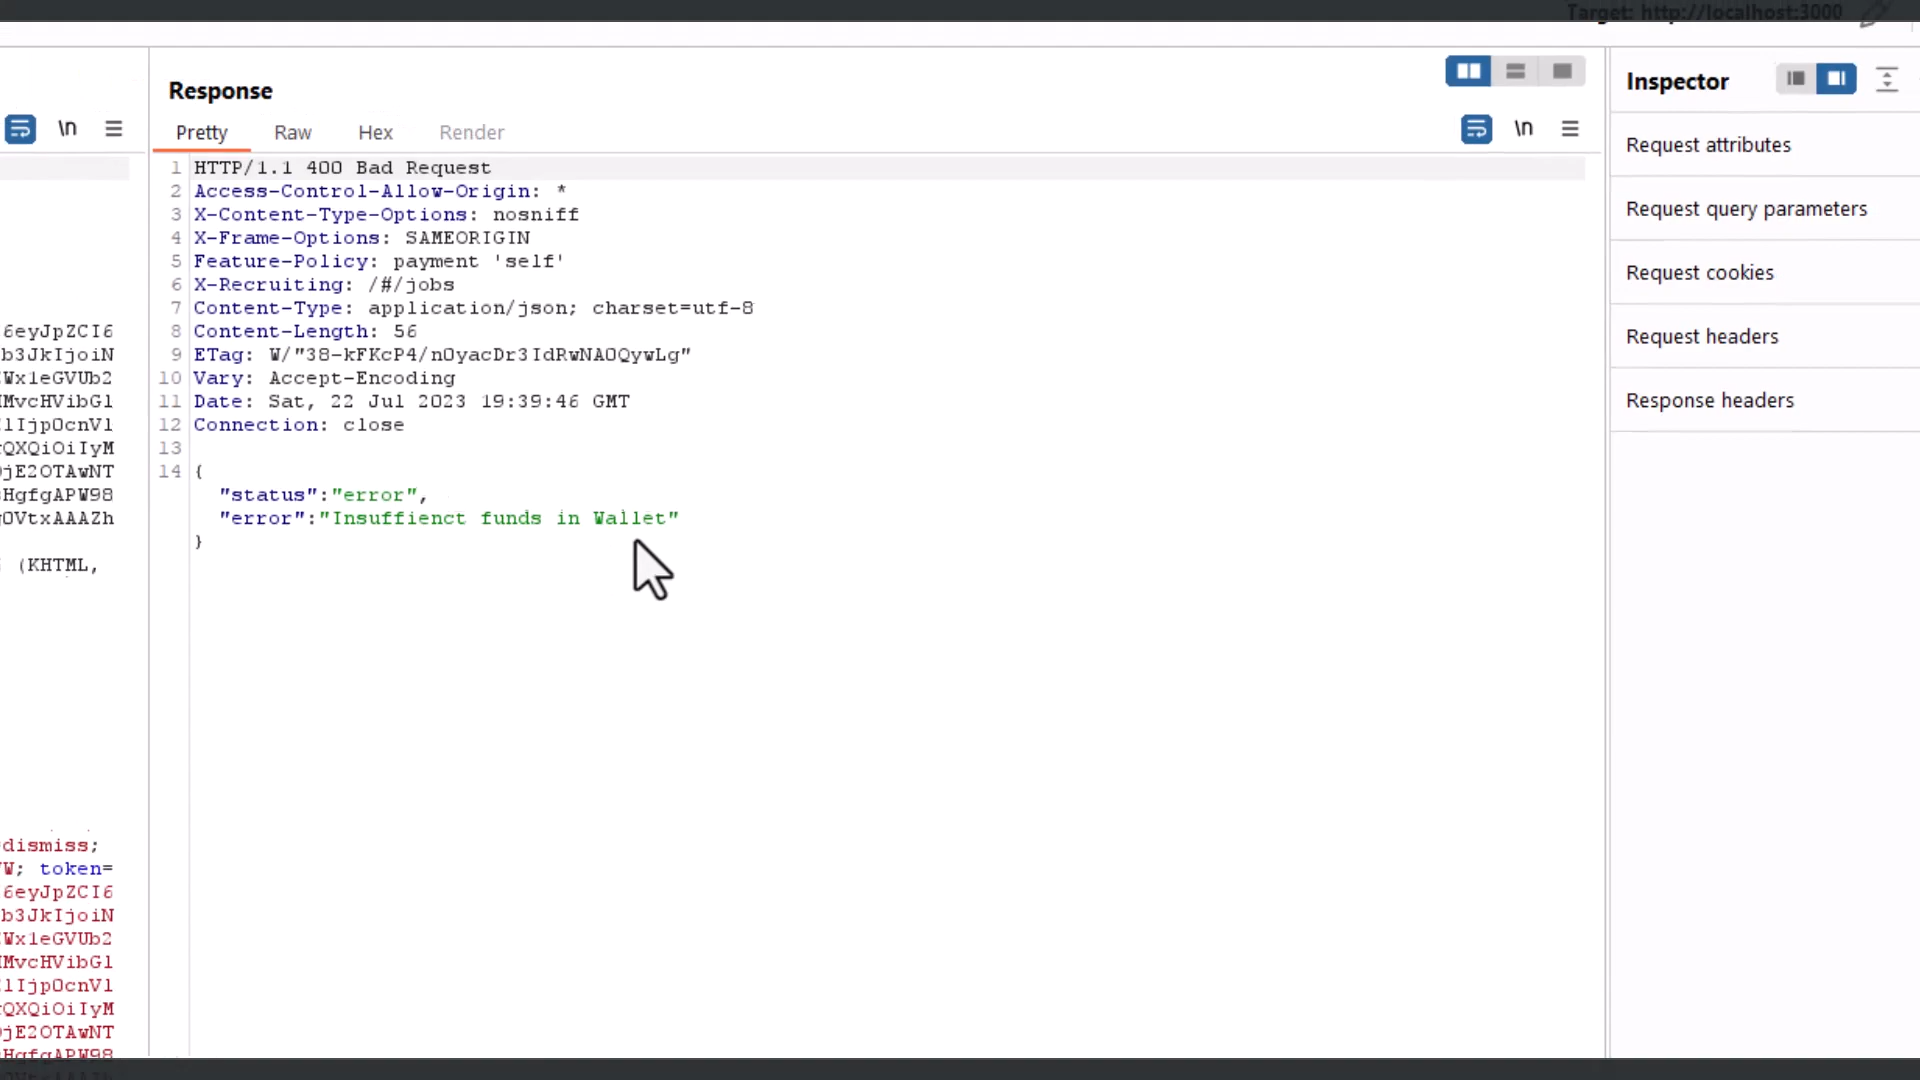 Target: http://localhost:3000
Response
Inspector
\n
Pretty Raw Hex Render
\n
1 HTTP/1.1 400 Bad Request
2 Access-Control-Allow-Origin: *
3 X-Content-Type-Options: nosniff
4 X-Frame-Options: SAMEORIGIN
5 Feature-Policy: payment 'self'
6 X-Recruiting: /#/jobs
7 Content-Type: application/json; charset=utf-8
8 Content-Length: 56
9 ETag: W/"38-kFKcP4/nOyacDr3IdRwNAOQywLg"
10 Vary: Accept-Encoding
11 Date: Sat, 22 Jul 2023 19:39:46 GMT
12 Connection: close
13
14 {
"status":"error",
"error":"Insuffienct funds in Wallet"
}
Request attributes
Request query parameters
Request cookies
Request headers
Response headers
6eyJpZCI6
b3JkIjoiN
Wx1eGVUb2
MvcHVibGl
lIjpOcnVl
QXQiOiIyM
jE2OTAwNT
HgfgAPW98
OVtxAAAZh
(KHTML,
dismiss;
W; token=
6eyJpZCI6
b3JkIjoiN
Wx1eGVUb2
MvcHVibGl
lIjpOcnVl
QXQiOiIyM
jE2OTAwNT
HgfgAPW98